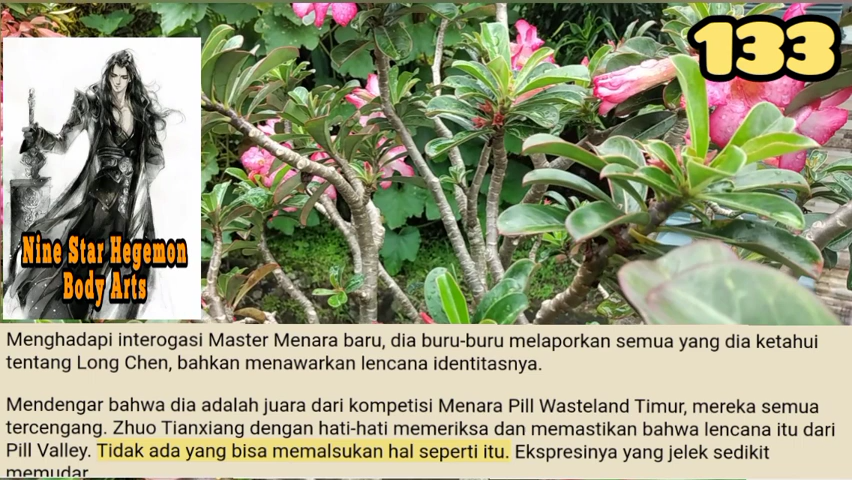 133
Nine Star Hegemon
Body Arts
Menghadapi interogasi Master Menara baru, dia buru-buru melaporkan semua yang dia ketahui
tentang Long Chen, bahkan menawarkan lencana identitasnya.
Mendengar bahwa dia adalah juara dari kompetisi Menara Pill Wasteland Timur, mereka semua
tercengang. Zhuo Tianxiang dengan hati-hati memeriksa dan memastikan bahwa lencana itu dari
Pill Valley. Tidak ada yang bisa memalsukan hal seperti itu. Ekspresinya yang jelek sedikit
memudar